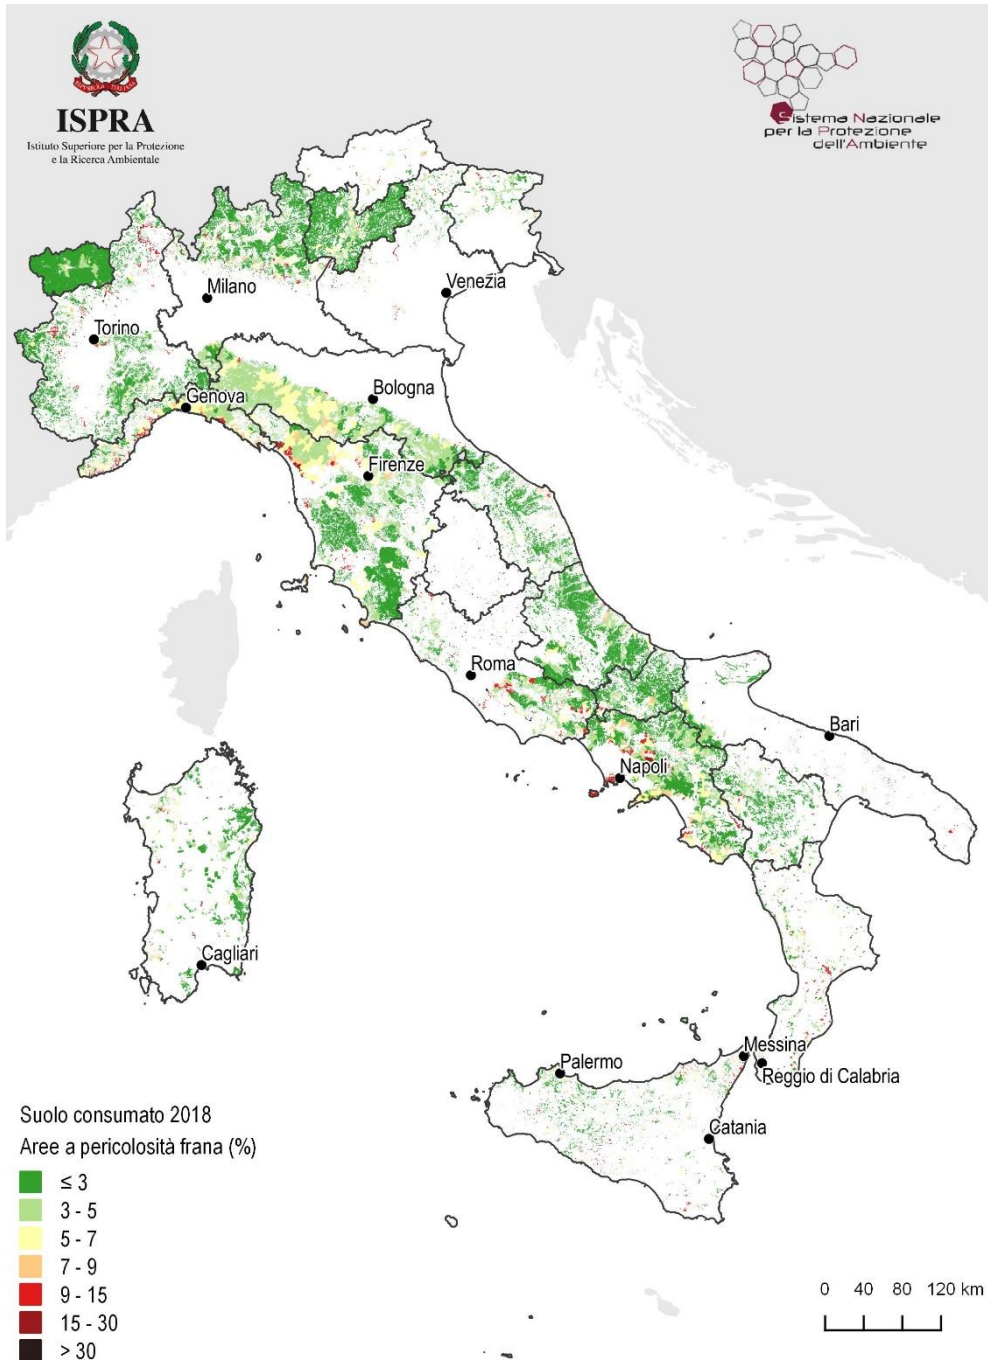 REPVBBLICA ITALIANA
ISPRA
Istituto Superiore per la Protezione
e la Ricerca Ambientale
Sistema Nazionale
per la Protezione
dell'Ambiente
Milano
Venezia
Torino
Genova
Bologna
Firenze
Roma
Bari
Napoli
Cagliari
Messina
Reggio di Calabria
Palermo
Catania
Suolo consumato 2018
Aree a pericolosità frana (%)
≤ 3
3 - 5
5 - 7
7 - 9
9 - 15
15 - 30
> 30
0 40 80 120 km